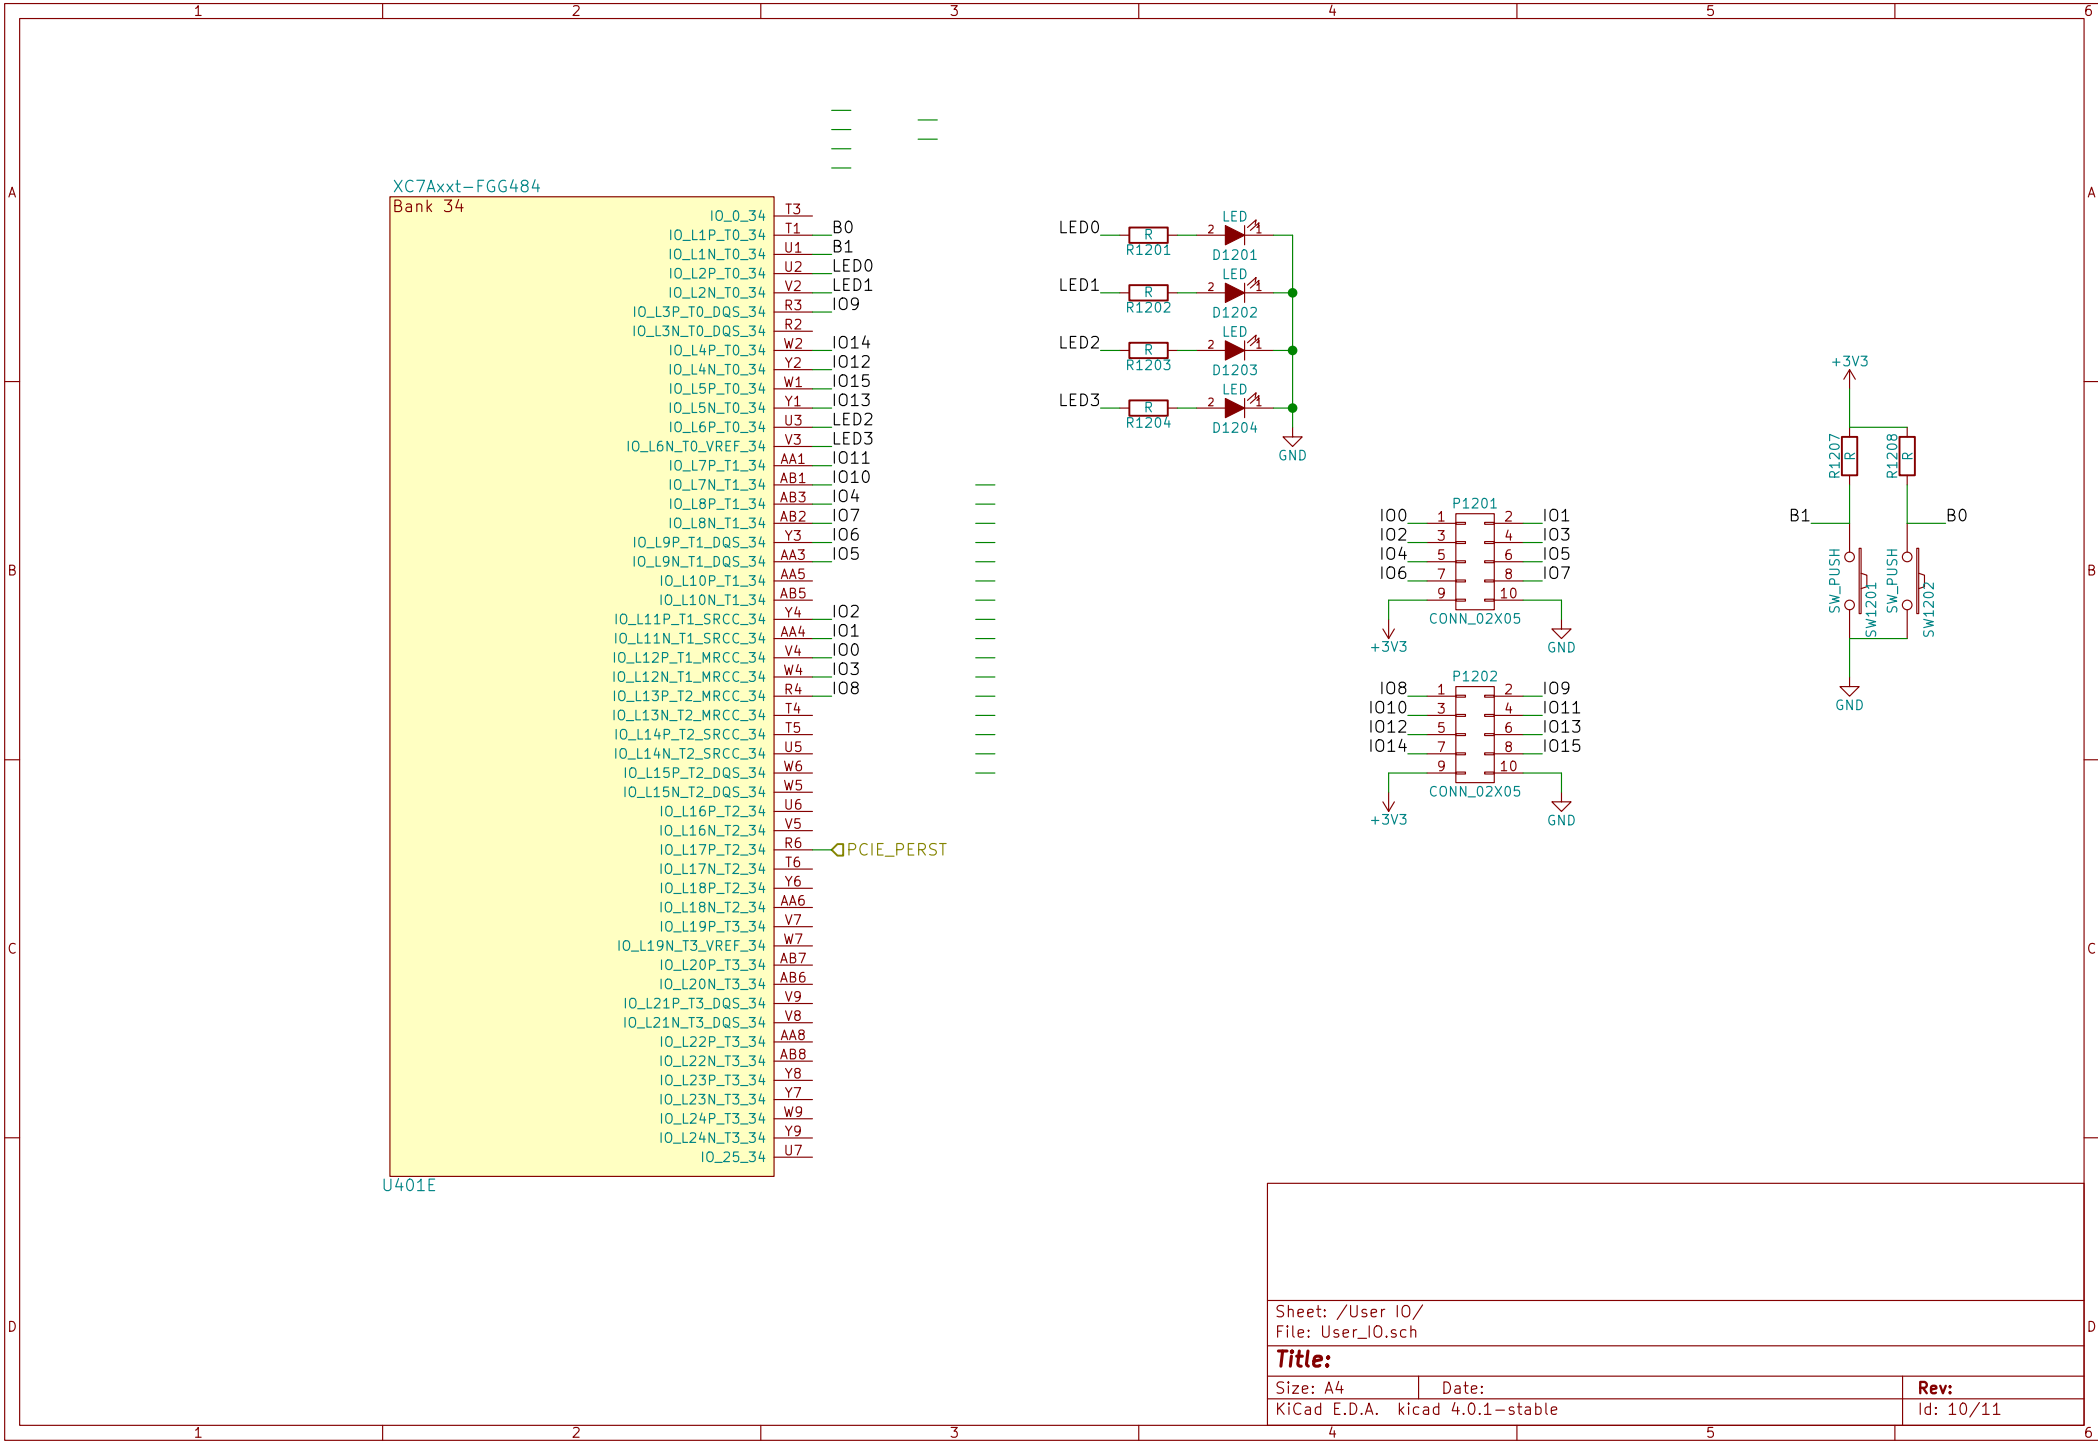 1 2 3 4 5 6
A A
B B
C C
D D
XC7Axxt-FGG484
Bank 34
IO_0_34 T3
IO_L1P_T0_34 T1 B0
IO_L1N_T0_34 U1 B1
IO_L2P_T0_34 U2 LED0
IO_L2N_T0_34 V2 LED1
IO_L3P_T0_DQS_34 R3 IO9
IO_L3N_T0_DQS_34 R2
IO_L4P_T0_34 W2 IO14
IO_L4N_T0_34 Y2 IO12
IO_L5P_T0_34 W1 IO15
IO_L5N_T0_34 Y1 IO13
IO_L6P_T0_34 U3 LED2
IO_L6N_T0_VREF_34 V3 LED3
IO_L7P_T1_34 AA1 IO11
IO_L7N_T1_34 AB1 IO10
IO_L8P_T1_34 AB3 IO4
IO_L8N_T1_34 AB2 IO7
IO_L9P_T1_DQS_34 Y3 IO6
IO_L9N_T1_DQS_34 AA3 IO5
IO_L10P_T1_34 AA5
IO_L10N_T1_34 AB5
IO_L11P_T1_SRCC_34 Y4 IO2
IO_L11N_T1_SRCC_34 AA4 IO1
IO_L12P_T1_MRCC_34 V4 IO0
IO_L12N_T1_MRCC_34 W4 IO3
IO_L13P_T2_MRCC_34 R4 IO8
IO_L13N_T2_MRCC_34 T4
IO_L14P_T2_SRCC_34 T5
IO_L14N_T2_SRCC_34 U5
IO_L15P_T2_DQS_34 W6
IO_L15N_T2_DQS_34 W5
IO_L16P_T2_34 U6
IO_L16N_T2_34 V5
IO_L17P_T2_34 R6 PCIE_PERST
IO_L17N_T2_34 T6
IO_L18P_T2_34 Y6
IO_L18N_T2_34 AA6
IO_L19P_T3_34 V7
IO_L19N_T3_VREF_34 W7
IO_L20P_T3_34 AB7
IO_L20N_T3_34 AB6
IO_L21P_T3_DQS_34 V9
IO_L21N_T3_DQS_34 V8
IO_L22P_T3_34 AA8
IO_L22N_T3_34 AB8
IO_L23P_T3_34 Y8
IO_L23N_T3_34 Y7
IO_L24P_T3_34 W9
IO_L24N_T3_34 Y9
IO_25_34 U7
U401E
LED
LED0 R 2 1
R1201 D1201
LED
LED1 R 2 1
R1202 D1202
LED
LED2 R 2 1
R1203 D1203
LED
LED3 R 2 1
R1204 D1204
GND
P1201
IO0 1 2 IO1
IO2 3 4 IO3
IO4 5 6 IO5
IO6 7 8 IO7
9 10
CONN_02X05
+3V3 GND
P1202
IO8 1 2 IO9
IO10 3 4 IO11
IO12 5 6 IO13
IO14 7 8 IO15
9 10
CONN_02X05
+3V3 GND
+3V3
R1207 R R1208 R
B1 B0
SW_PUSH SW1201 SW_PUSH SW1202
GND
Sheet: /User IO/
File: User_IO.sch
Title:
Size: A4 Date: Rev:
KiCad E.D.A. kicad 4.0.1-stable Id: 10/11
1 2 3 4 5 6